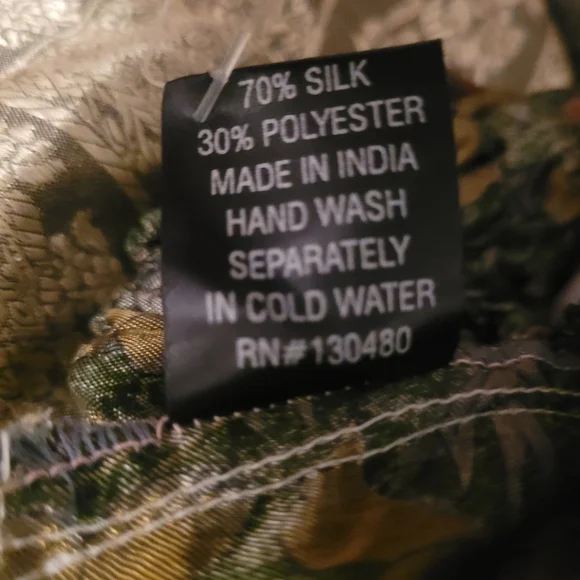 70% SILK
30% POLYESTER
MADE IN INDIA
HAND WASH
SEPARATELY
IN COLD WATER
RN#130480